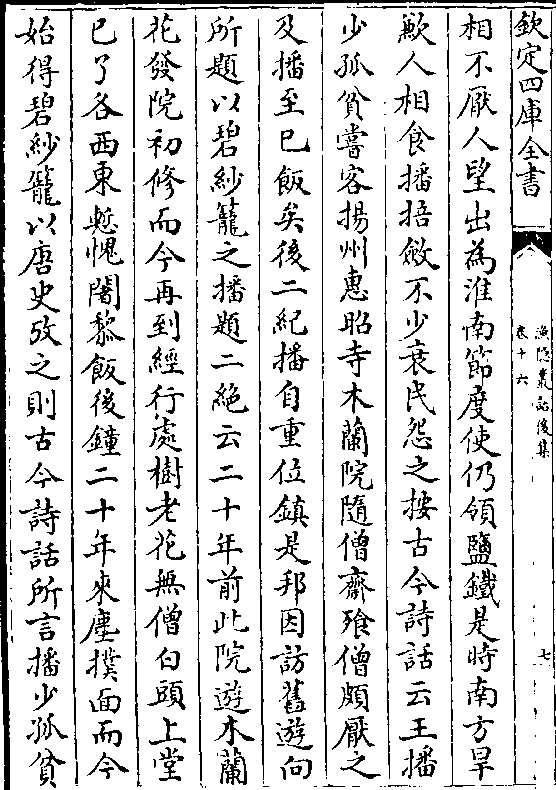 欽定四庫全書
漁隱叢話後集
卷十六
七
相不厭人望出為淮南節度使仍領鹽鐵是時南方旱
歉人相食播掊斂不少衰民怨之按古今詩話云王播
少孤貧嘗客揚州惠昭寺木蘭院隨僧齋飡僧頗厭之
及播至已飯矣後二紀播自重位鎮是邦因訪舊遊向
所題以碧紗籠之播題二絶云二十年前此院遊木蘭
花發院初修而今再到經行處樹老花無僧白頭上堂
已了各西東慙愧闍黎飯後鐘二十年來塵撲面而今
始得碧紗籠以唐史攷之則古今詩話所言播少孤貧